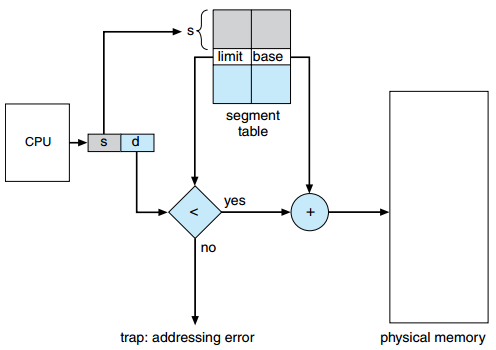 s
limit base
segment
table
CPU
s d
<
yes
+
no
trap: addressing error
physical memory